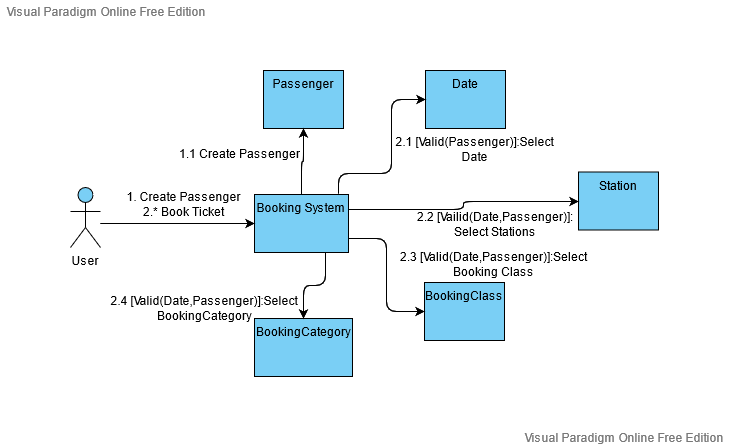 Visual Paradigm Online Free Edition
Passenger
Date
2.1 [Valid(Passenger)]:Select
Date
1.1 Create Passenger
Station
1. Create Passenger
2.* Book Ticket
Booking System
2.2 [Vailid(Date,Passenger)]:
Select Stations
User
2.3 [Valid(Date,Passenger)]:Select
Booking Class
2.4 [Valid(Date,Passenger)]:Select
BookingCategory
BookingClass
BookingCategory
Visual Paradigm Online Free Edition